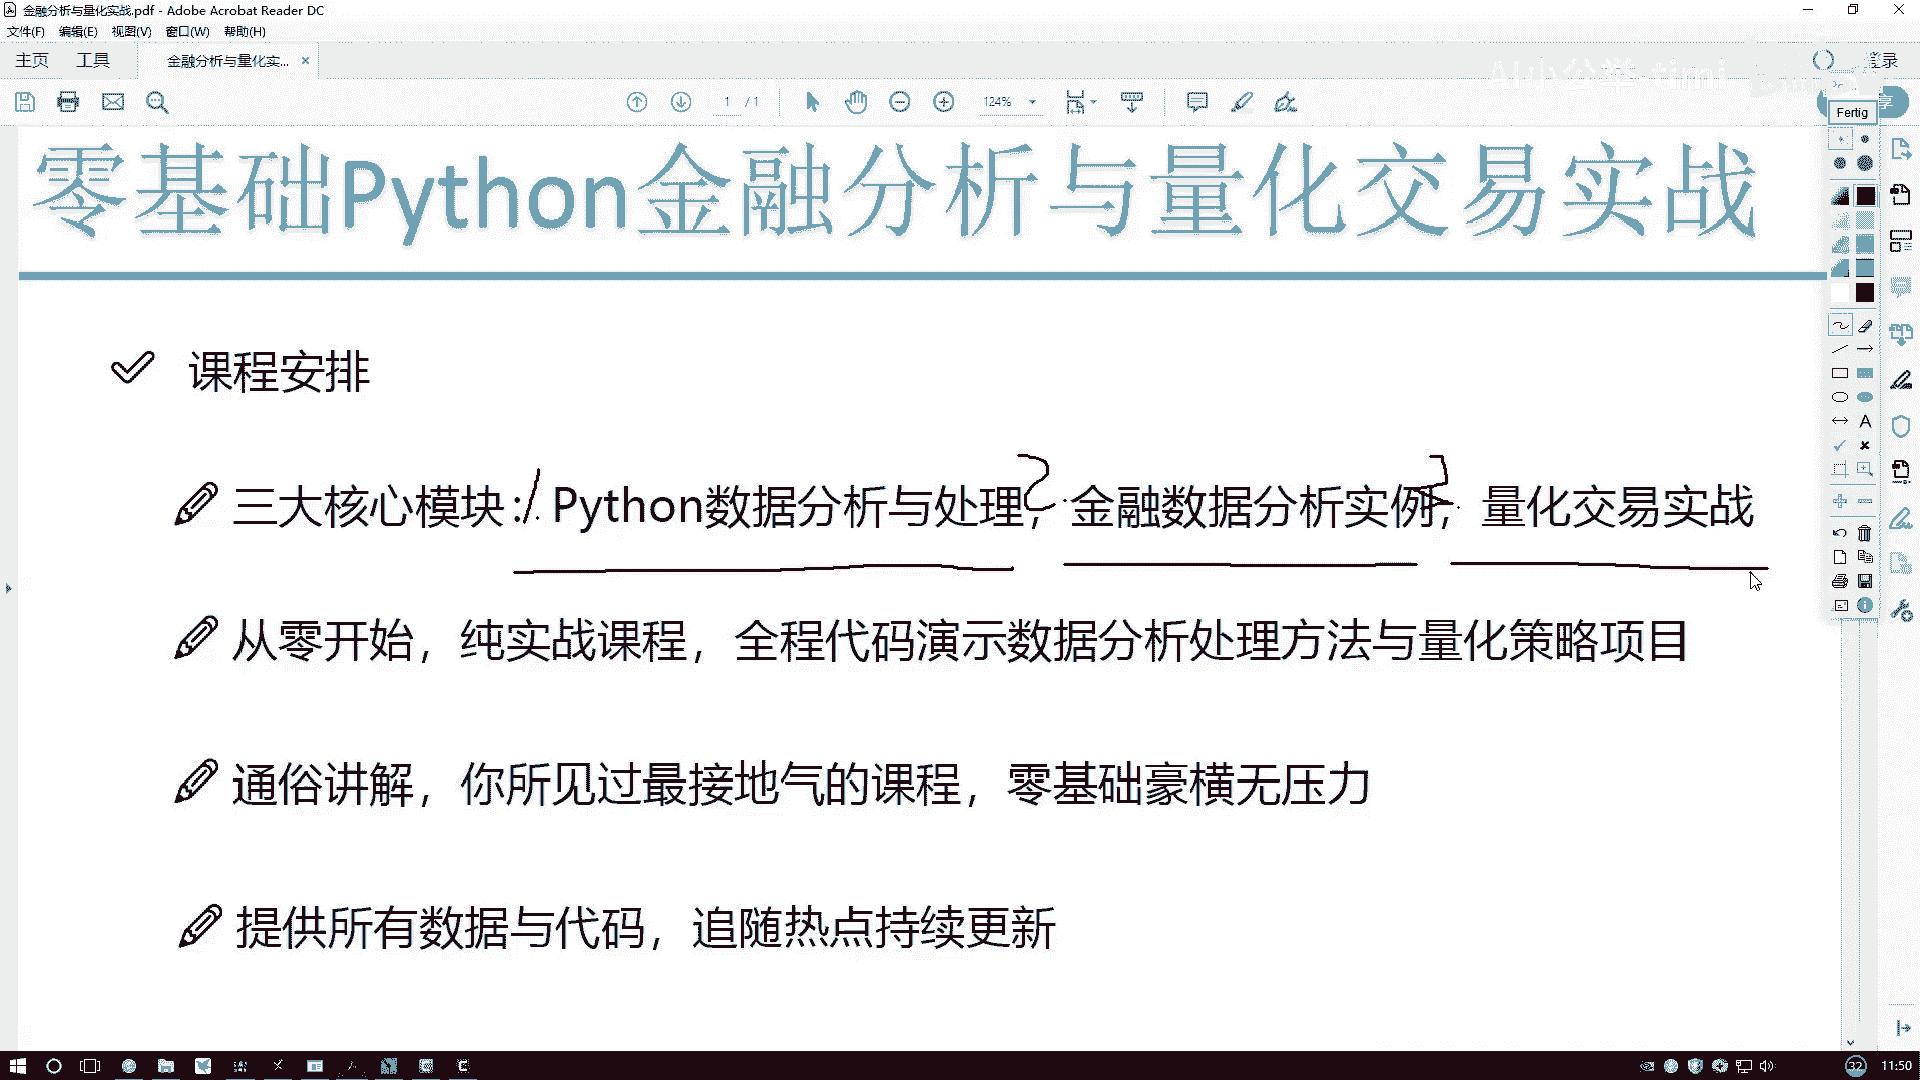 金融分析与量化实战.pdf - Adobe Acrobat Reader DC
文件(F) 编辑(E) 视图(V) 窗口(W) 帮助(H)
主页 工具 金融分析与量化实... ×
登录
1 / 1 124%
Fertig
零基础Python金融分析与量化交易实战
课程安排
1 2 3
三大核心模块：Python数据分析与处理，金融数据分析实例，量化交易实战
从零开始，纯实战课程，全程代码演示数据分析处理方法与量化策略项目
通俗讲解，你所见过最接地气的课程，零基础豪横无压力
提供所有数据与代码，追随热点持续更新
32 11:50